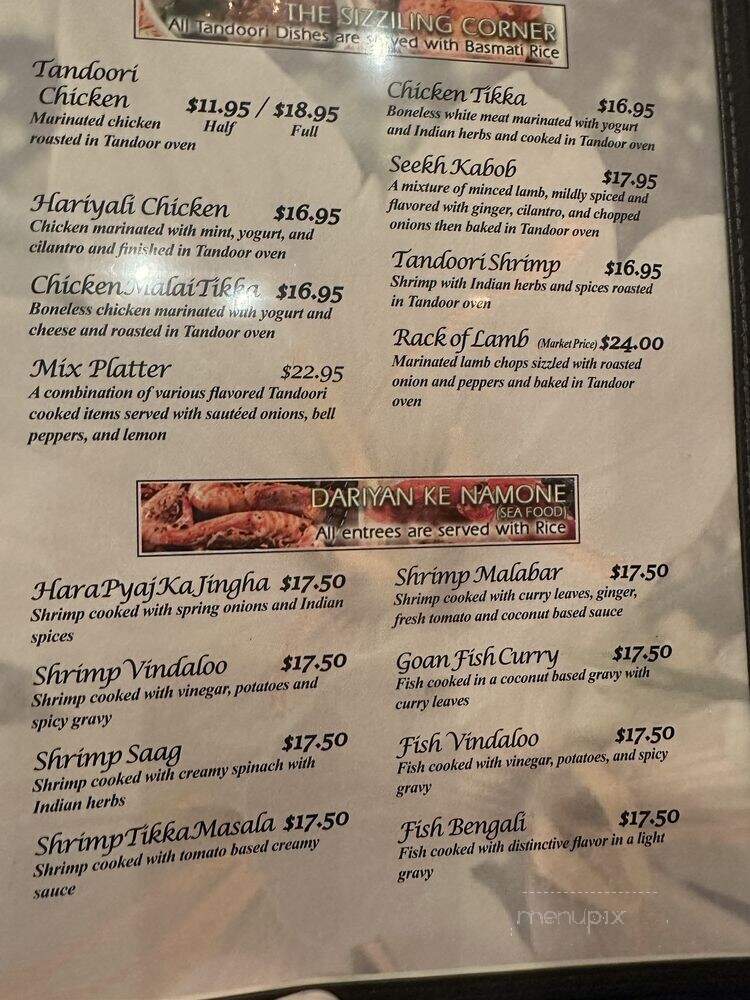 THE SIZZILING CORNER
All Tandoori Dishes are served with Basmati Rice
Tandoori
Chicken $11.95 / $18.95
Marinated chicken Half Full
roasted in Tandoor oven
Hariyali Chicken $16.95
Chicken marinated with mint, yogurt, and
cilantro and finished in Tandoor oven
Chicken Malai Tikka $16.95
Boneless chicken marinated with yogurt and
cheese and roasted in Tandoor oven
Mix Platter $22.95
A combination of various flavored Tandoori
cooked items served with sautéed onions, bell
peppers, and lemon
Chicken Tikka $16.95
Boneless white meat marinated with yogurt
and Indian herbs and cooked in Tandoor oven
Seekh Kabob $17.95
A mixture of minced lamb, mildly spiced and
flavored with ginger, cilantro, and chopped
onions then baked in Tandoor oven
Tandoori Shrimp $16.95
Shrimp with Indian herbs and spices roasted
in Tandoor oven
Rack of Lamb (Market Price) $24.00
Marinated lamb chops sizzled with roasted
onion and peppers and baked in Tandoor
oven
DARIYAN KE NAMONE
(SEA FOOD)
All entrees are served with Rice
Hara Pyaj Ka Jingha $17.50
Shrimp cooked with spring onions and Indian
spices
Shrimp Vindaloo $17.50
Shrimp cooked with vinegar, potatoes and
spicy gravy
Shrimp Saag $17.50
Shrimp cooked with creamy spinach with
Indian herbs
Shrimp Tikka Masala $17.50
Shrimp cooked with tomato based creamy
sauce
Shrimp Malabar $17.50
Shrimp cooked with curry leaves, ginger,
fresh tomato and coconut based sauce
Goan Fish Curry $17.50
Fish cooked in a coconut based gravy with
curry leaves
Fish Vindaloo $17.50
Fish cooked with vinegar, potatoes, and spicy
gravy
Fish Bengali $17.50
Fish cooked with distinctive flavor in a light
gravy
menupix